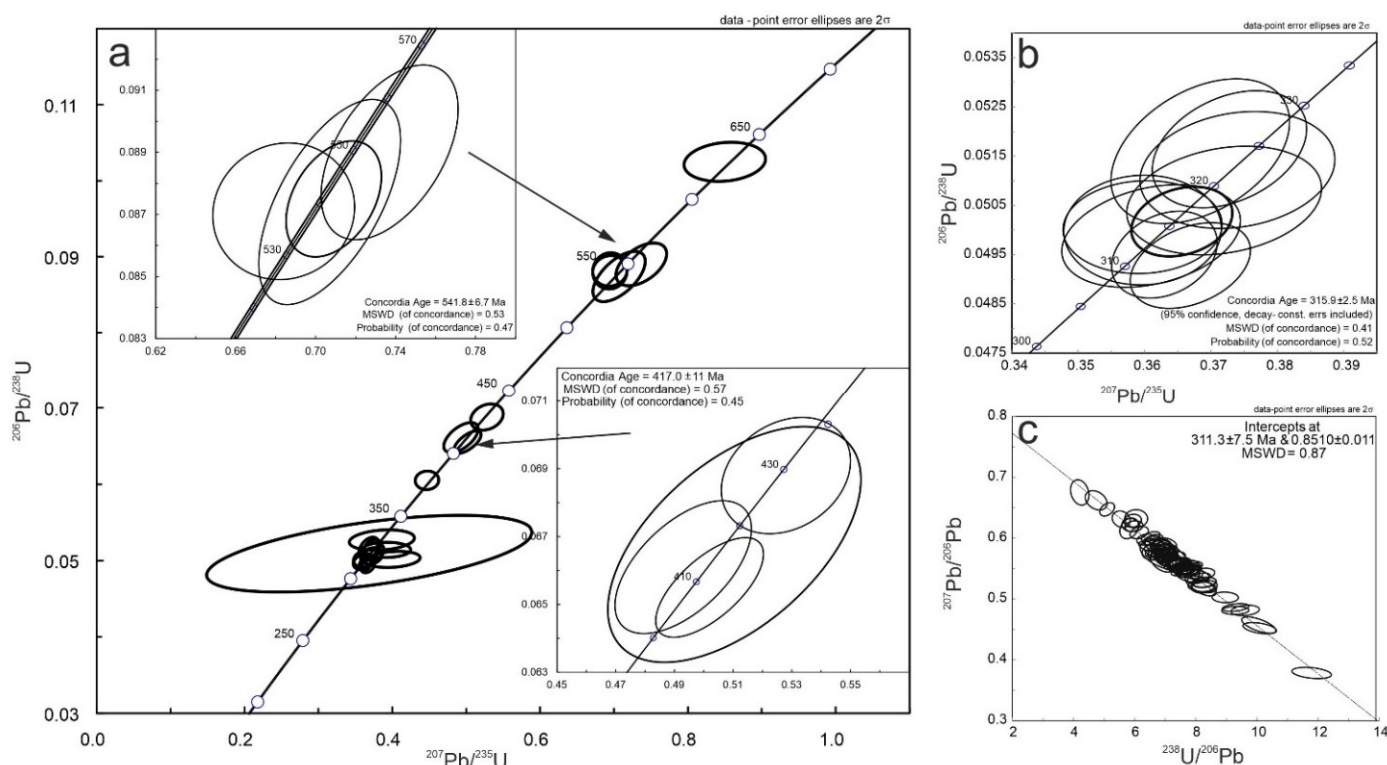 data - point error ellipses are 2σ
a
0.11
0.09
0.07
0.05
0.03
206Pb/238U
0.0
0.2
0.4
0.6
0.8
1.0
207Pb/235U
250
350
450
550
650
0.091
0.089
0.087
0.085
0.083
0.62
0.66
0.70
0.74
0.78
530
550
570
Concordia Age = 541.8±6.7 Ma
MSWD (of concordance) = 0.53
Probability (of concordance) = 0.47
Concordia Age = 417.0 ±11 Ma
MSWD (of concordance) = 0.57
Probability (of concordance) = 0.45
0.071
0.069
0.067
0.065
0.063
0.45
0.47
0.49
0.51
0.53
0.55
410
430
data-point error ellipses are 2σ
b
0.0535
0.0525
0.0515
0.0505
0.0495
0.0485
0.0475
206Pb/238U
300
310
320
330
Concordia Age = 315.9±2.5 Ma
(95% confidence, decay- const. errs included)
MSWD (of concordance) = 0.41
Probability (of concordance) = 0.52
0.34
0.35
0.36
0.37
0.38
0.39
207Pb/235U
data-point error ellipses are 2σ
c
Intercepts at
311.3±7.5 Ma & 0.8510±0.011
MSWD = 0.87
0.8
0.7
0.6
0.5
0.4
0.3
207Pb/206Pb
2
4
6
8
10
12
14
238U/206Pb